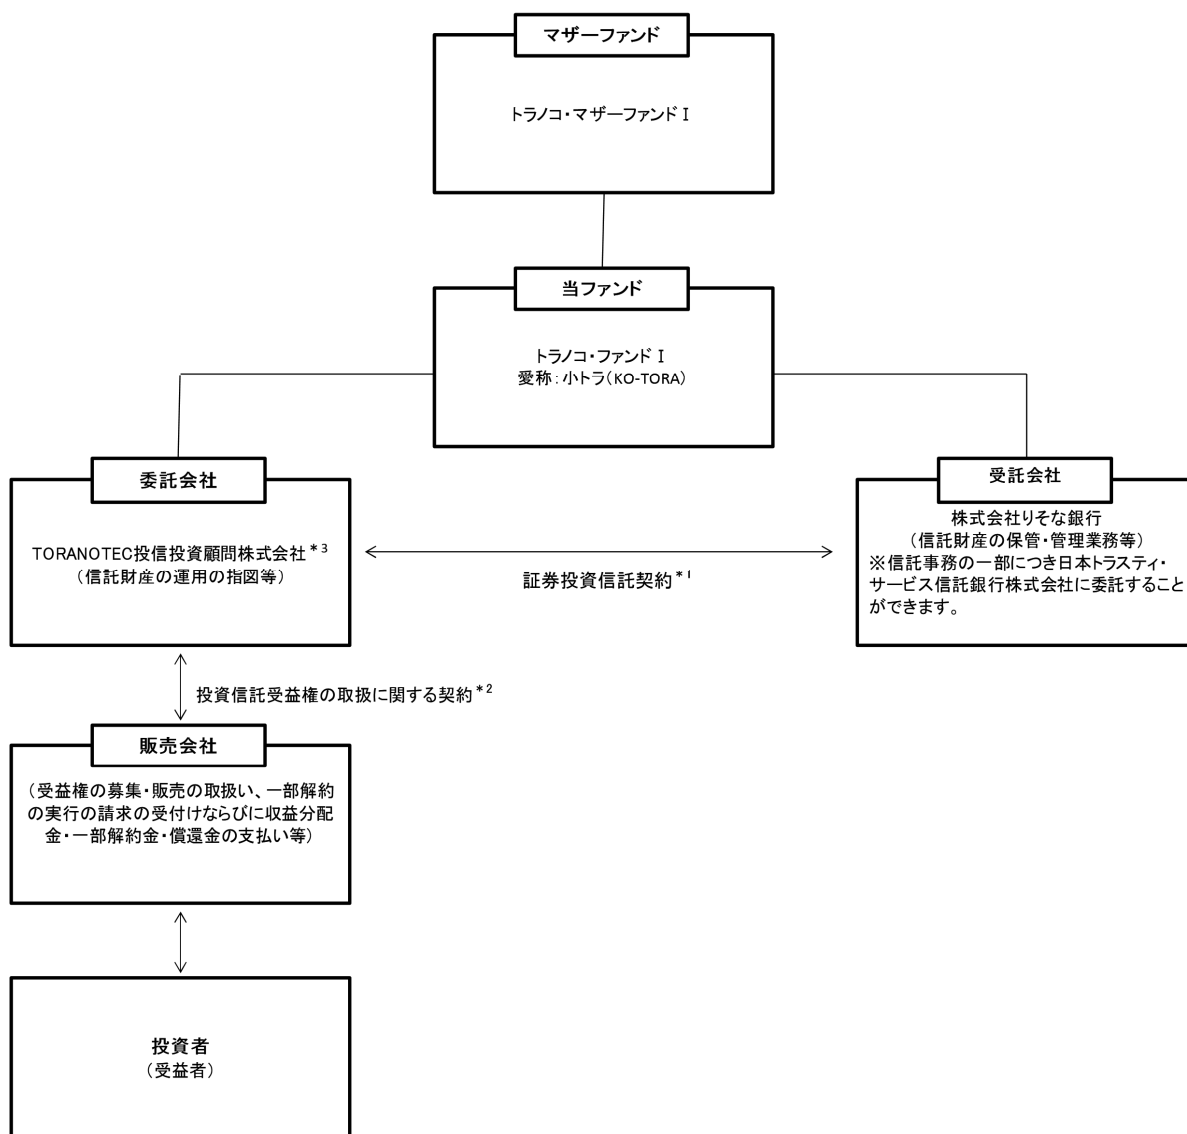 マザーファンド
トラノコ・マザーファンドⅠ
当ファンド
トラノコ・ファンドⅠ
愛称：小トラ(KO-TORA)
委託会社
TORANOTEC投信投資顧問株式会社*3
(信託財産の運用の指図等)
証券投資信託契約*1
受託会社
株式会社りそな銀行
(信託財産の保管・管理業務等)
※信託事務の一部につき日本トラスティ・
サービス信託銀行株式会社に委託すること
ができます。
投資信託受益権の取扱に関する契約*2
販売会社
(受益権の募集・販売の取扱い、一部解約
の実行の請求の受付けならびに収益分配
金・一部解約金・償還金の支払い等)
投資者
(受益者)